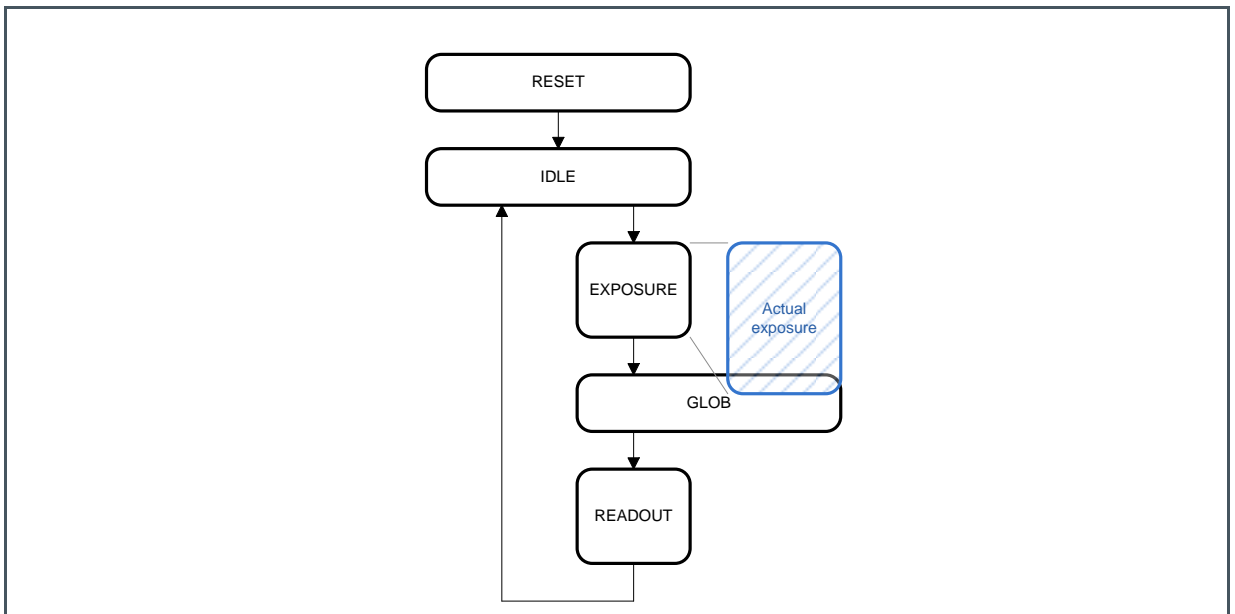 RESET
IDLE
EXPOSURE
Actual
exposure
GLOB
READOUT